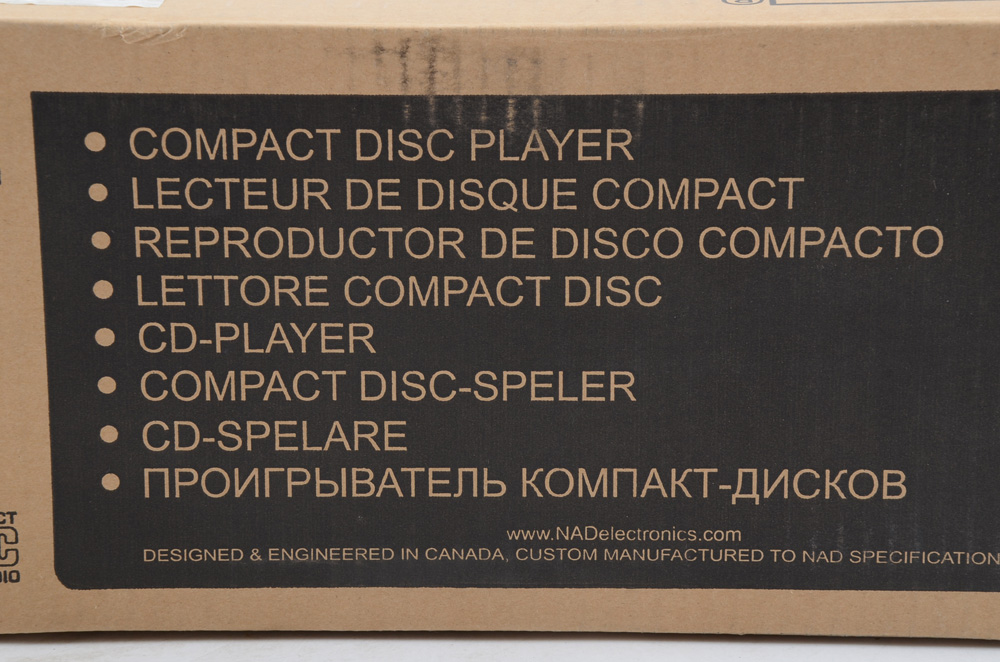 • COMPACT DISC PLAYER
• LECTEUR DE DISQUE COMPACT
• REPRODUCTOR DE DISCO COMPACTO
• LETTORE COMPACT DISC
• CD-PLAYER
• COMPACT DISC-SPELER
• CD-SPELARE
• ПРОИГРЫВАТЕЛЬ КОМПАКТ-ДИСКОВ
www.NADelectronics.com
DESIGNED & ENGINEERED IN CANADA, CUSTOM MANUFACTURED TO NAD SPECIFICATION